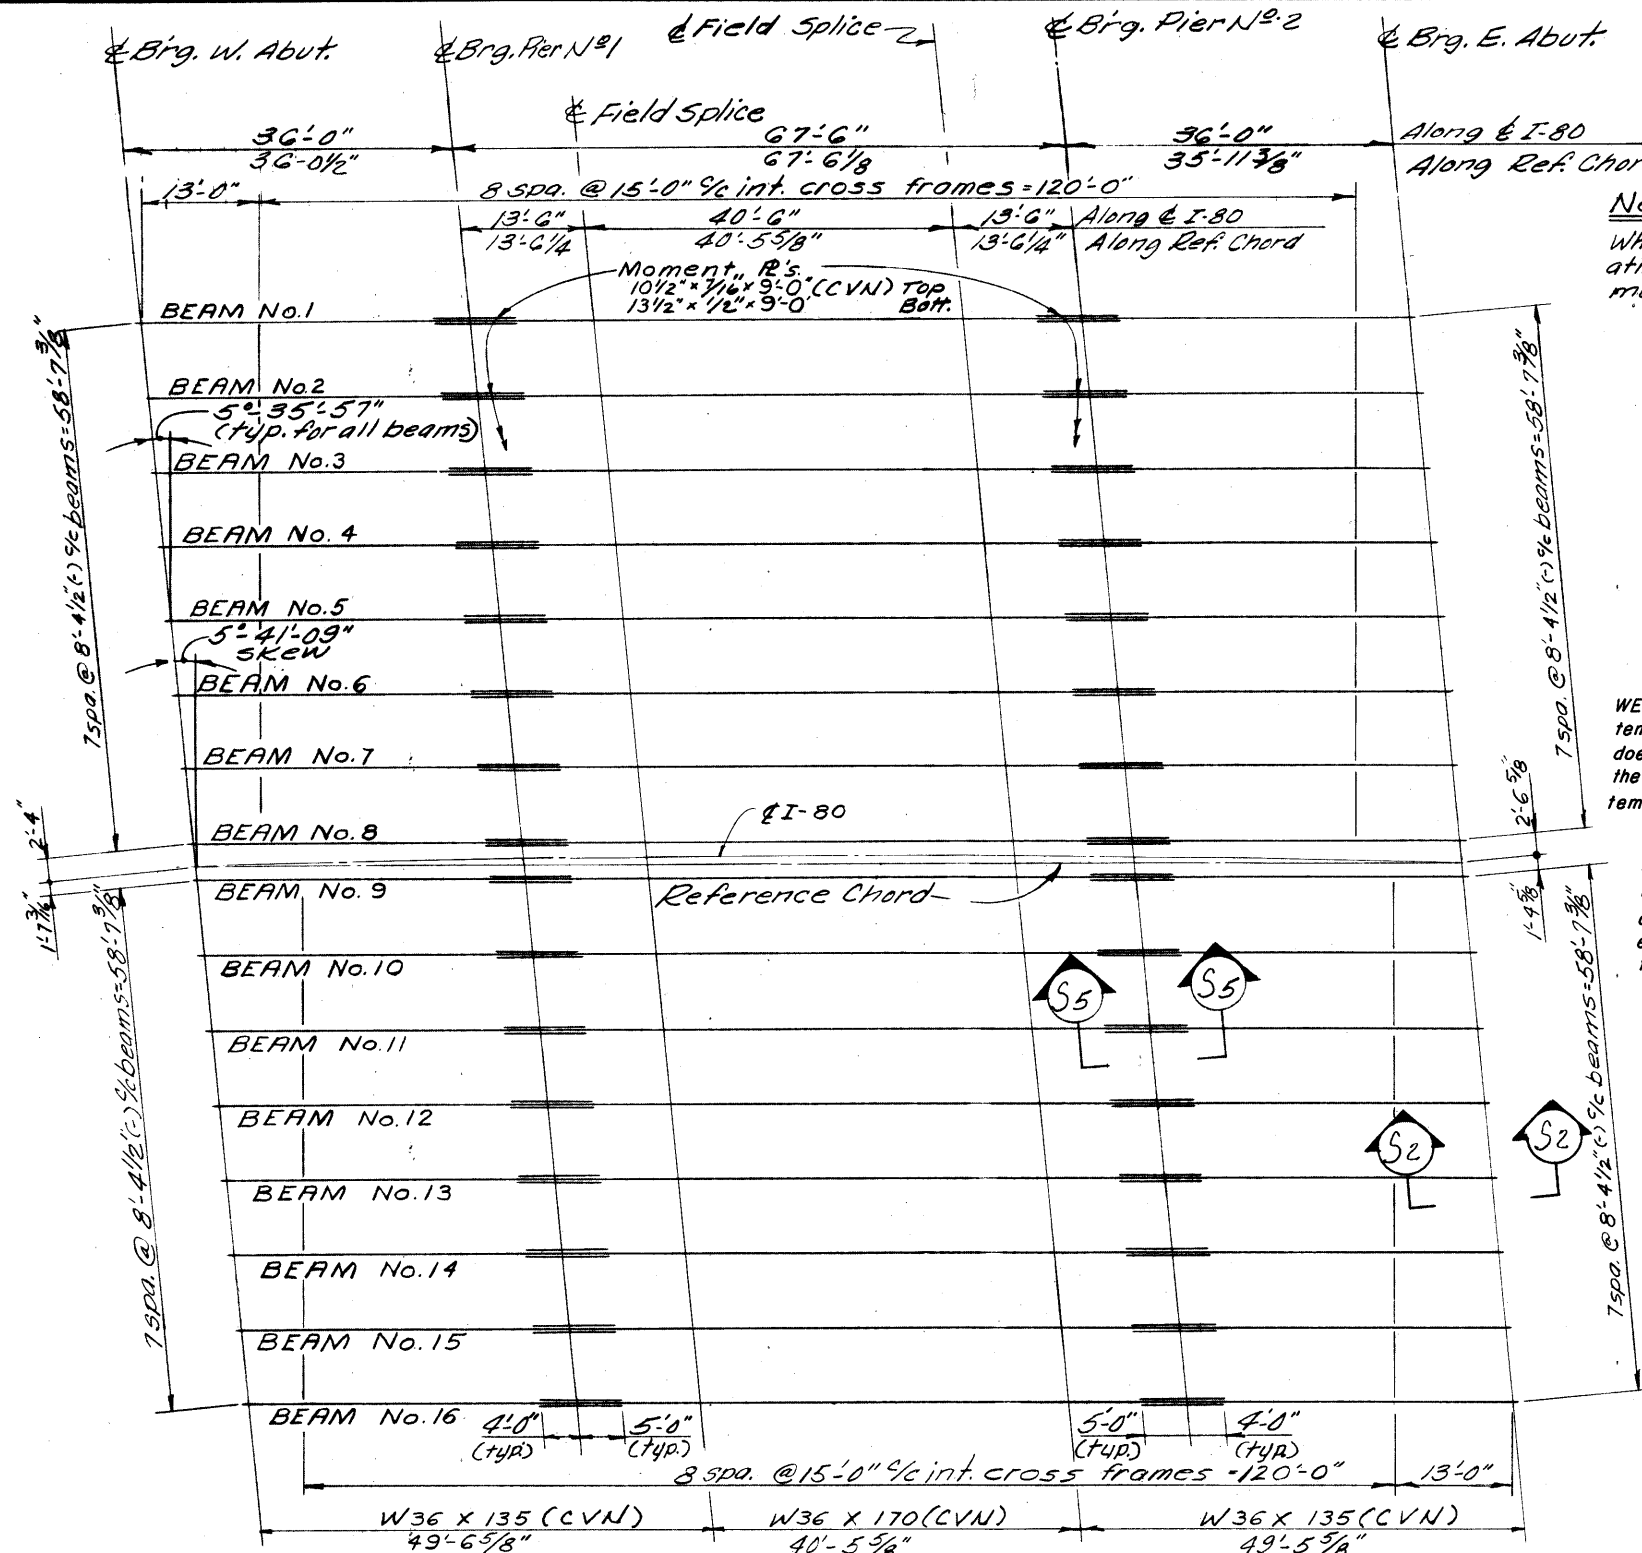 ℄ Brg. W. Abut.
℄ Brg. Pier Nº 1
℄ Field Splice
℄ Brg. Pier Nº 2
℄ Brg. E. Abut.
℄ Field Splice
36'-0"
67'-6"
36'-0"
Along ℄ I-80
36'-0½"
67'-6⅛
35'-11⅜"
Along Ref. Chor
13'-0"
8 spa. @ 15'-0" c/c int. cross frames = 120'-0"
13'-6"
40'-6"
13'-6"
Along ℄ I-80
13'-6¼
40'-5⅝"
13'-6¼"
Along Ref. Chord
Moment PL's.
10½" x 7/16 x 9'-0" (CVN) Top
13½" x ½" x 9'-0" Bott.
BEAM No.1
BEAM No.2
5°-35'-57"
(typ. for all beams)
BEAM No.3
BEAM No. 4
BEAM No.5
5°-41'-09"
SKEW
BEAM No.6
BEAM No.7
℄ I-80
BEAM No.8
BEAM No. 9
Reference Chord
BEAM No.10
S5
S5
BEAM No.11
BEAM No.12
S2
S2
BEAM No.13
BEAM No.14
BEAM No.15
BEAM No.16
4'-0"
5'-0"
5'-0"
4'-0"
(typ.)
(typ.)
(typ.)
(typ.)
8 spa. @ 15'-0" c/c int. cross frames = 120'-0"
13'-0"
W36 X 135 (CVN)
W36 X 170 (CVN)
W36 X 135 (CVN)
49'-6⅝"
40'-5⅝"
49'-5⅝"
7 spa. @ 8'-4½"(-) c/c beams = 58'-7⅜"
2'-4"
7 spa. @ 8'-4½"(-) c/c beams = 58'-7⅜"
7 spa. @ 8'-4½"(-) c/c beams = 58'-7⅜"
2'-6⅝"
1'-4⅝"
7 spa. @ 8'-4½"(-) c/c beams = 58'-7⅜"
WE
ten
doe
the
tem